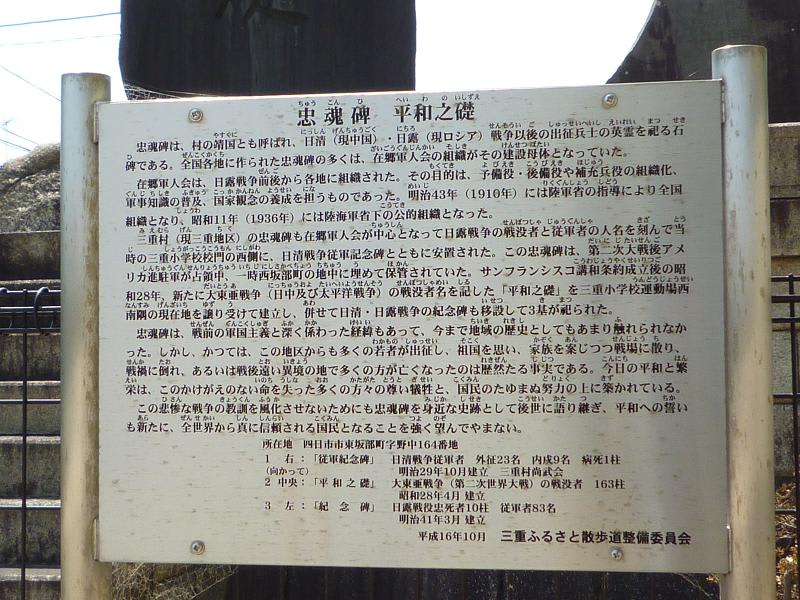 忠魂碑 平和之礎
忠魂碑は、村の靖国とも呼ばれ、日清（現中国）・日露（現ロシア）戦争以後の出征兵士の英霊を祀る石
碑である。全国各地に作られた忠魂碑の多くは、在郷軍人会の組織がその建設母体となっていた。
在郷軍人会は、日露戦争前後から各地に組織された。その目的は、予備役・後備役や補充兵役の組織化、
軍事知識の普及、国家観念の養成を担うものであった。明治43年（1910年）には陸軍省の指導により全国
組織となり、昭和11年（1936年）には陸海軍省下の公的組織となった。
三重村（現三重地区）の忠魂碑も在郷軍人会が中心となって日露戦争の戦没者と従軍者の人名を刻んで当
時の三重小学校校門の西側に、日清戦争従軍記念碑とともに安置された。この忠魂碑は、第二次大戦後アメ
リカ進駐軍が占領中、一時西坂部町の地中に埋めて保管されていた。サンフランシスコ講和条約成立後の昭
和28年、新たに大東亜戦争（日中及び太平洋戦争）の戦没者名を記した「平和之礎」を三重小学校運動場西
南隅の現在地を譲り受けて建立し、併せて日清・日露戦争の紀念碑も移設して3基が祀られた。
忠魂碑は、戦前の軍国主義と深く係わった経緯もあって、今まで地域の歴史としてもあまり触れられなか
った。しかし、かつては、この地区からも多くの若者が出征し、祖国を思い、家族を案じつつ戦場に散り、
戦禍に倒れ、あるいは戦後遠い異境の地で多くの方が亡くなったのは歴然たる事実である。今日の平和と繁
栄は、このかけがえのない命を失った多くの方々の尊い犠牲と、国民のたゆまぬ努力の上に築かれている。
この悲惨な戦争の教訓を風化させないためにも忠魂碑を身近な史跡として後世に語り継ぎ、平和への誓い
も新たに、全世界から真に信頼される国民となることを強く望んでやまない。
所在地 四日市市東坂部町字野中164番地
1 右：「従軍紀念碑」 日清戦争従軍者 外征23名 内戍9名 病死1柱
（向かって） 明治29年10月建立 三重村尚武会
2 中央：「平和之礎」 大東亜戦争（第二次世界大戦）の戦没者 163柱
昭和28年4月 建立
3 左：「紀念碑」 日露戦役忠死者10柱 従軍者83名
明治41年3月 建立
平成16年10月 三重ふるさと散歩道整備委員会